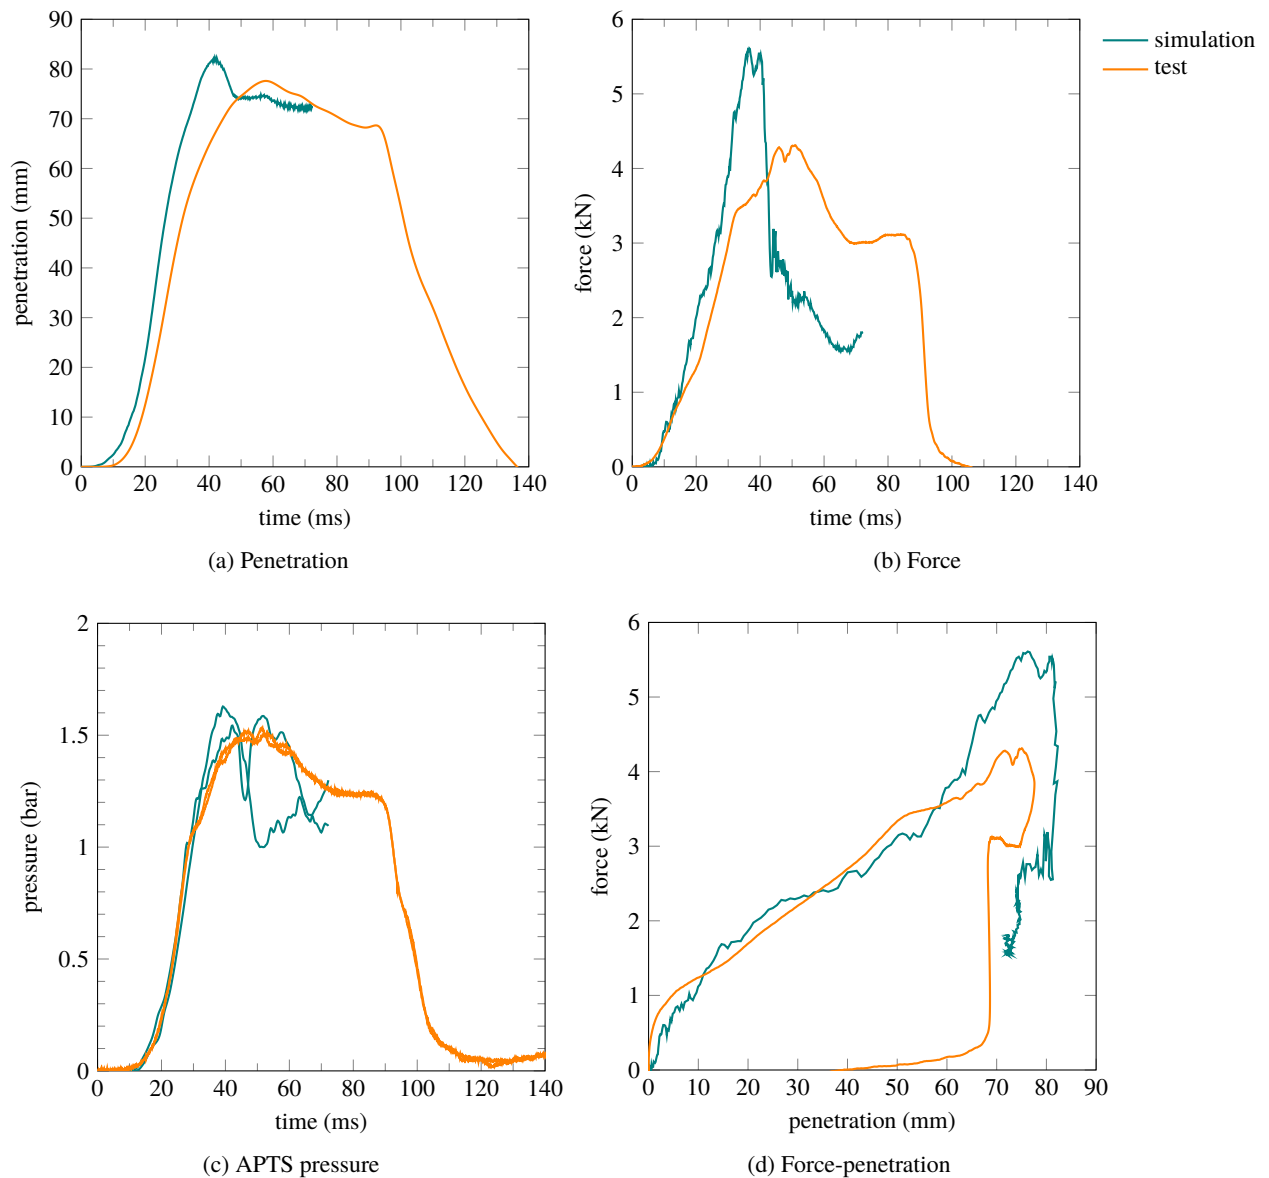 90
80
70
60
50
40
30
20
10
0
penetration (mm)
0 20 40 60 80 100 120 140
time (ms)
(a) Penetration
6
5
4
3
2
1
0
force (kN)
0 20 40 60 80 100 120 140
time (ms)
(b) Force
simulation
test
2
1.5
1
0.5
0
pressure (bar)
0 20 40 60 80 100 120 140
time (ms)
(c) APTS pressure
6
5
4
3
2
1
0
force (kN)
0 10 20 30 40 50 60 70 80 90
penetration (mm)
(d) Force-penetration